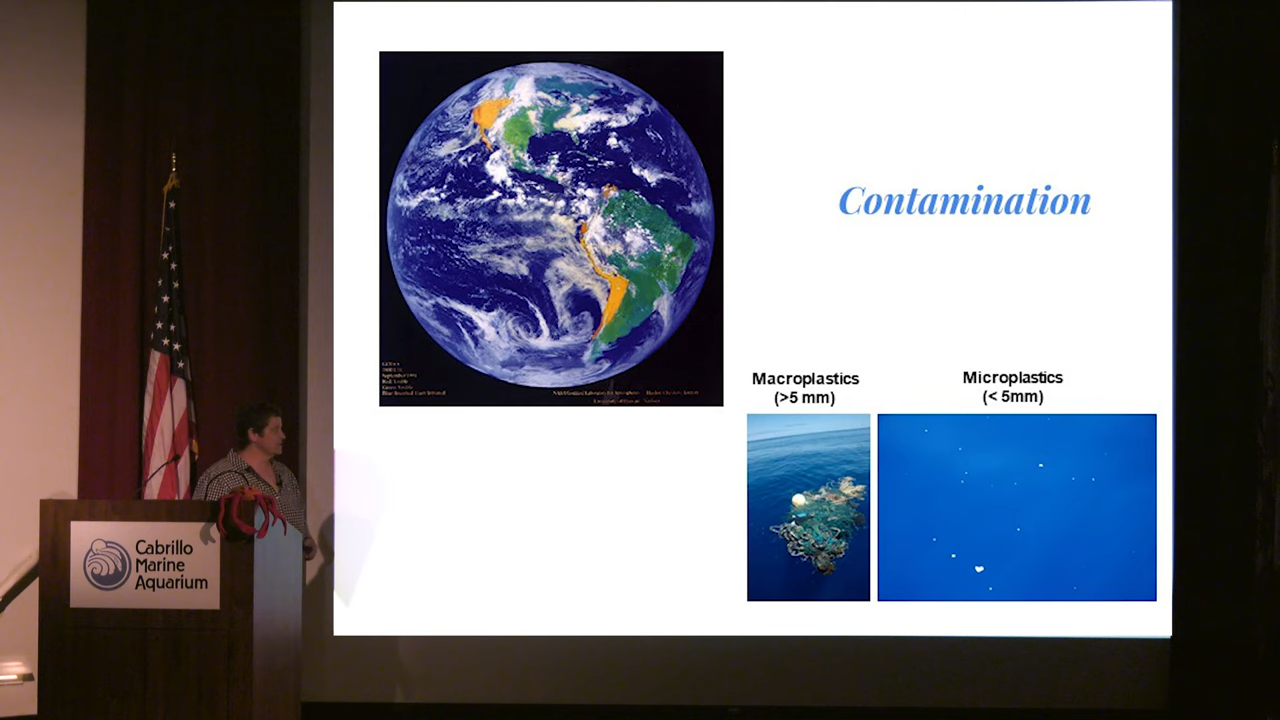 Contamination
Macroplastics
(>5 mm)
Microplastics
(< 5mm)
Cabrillo
Marine
Aquarium